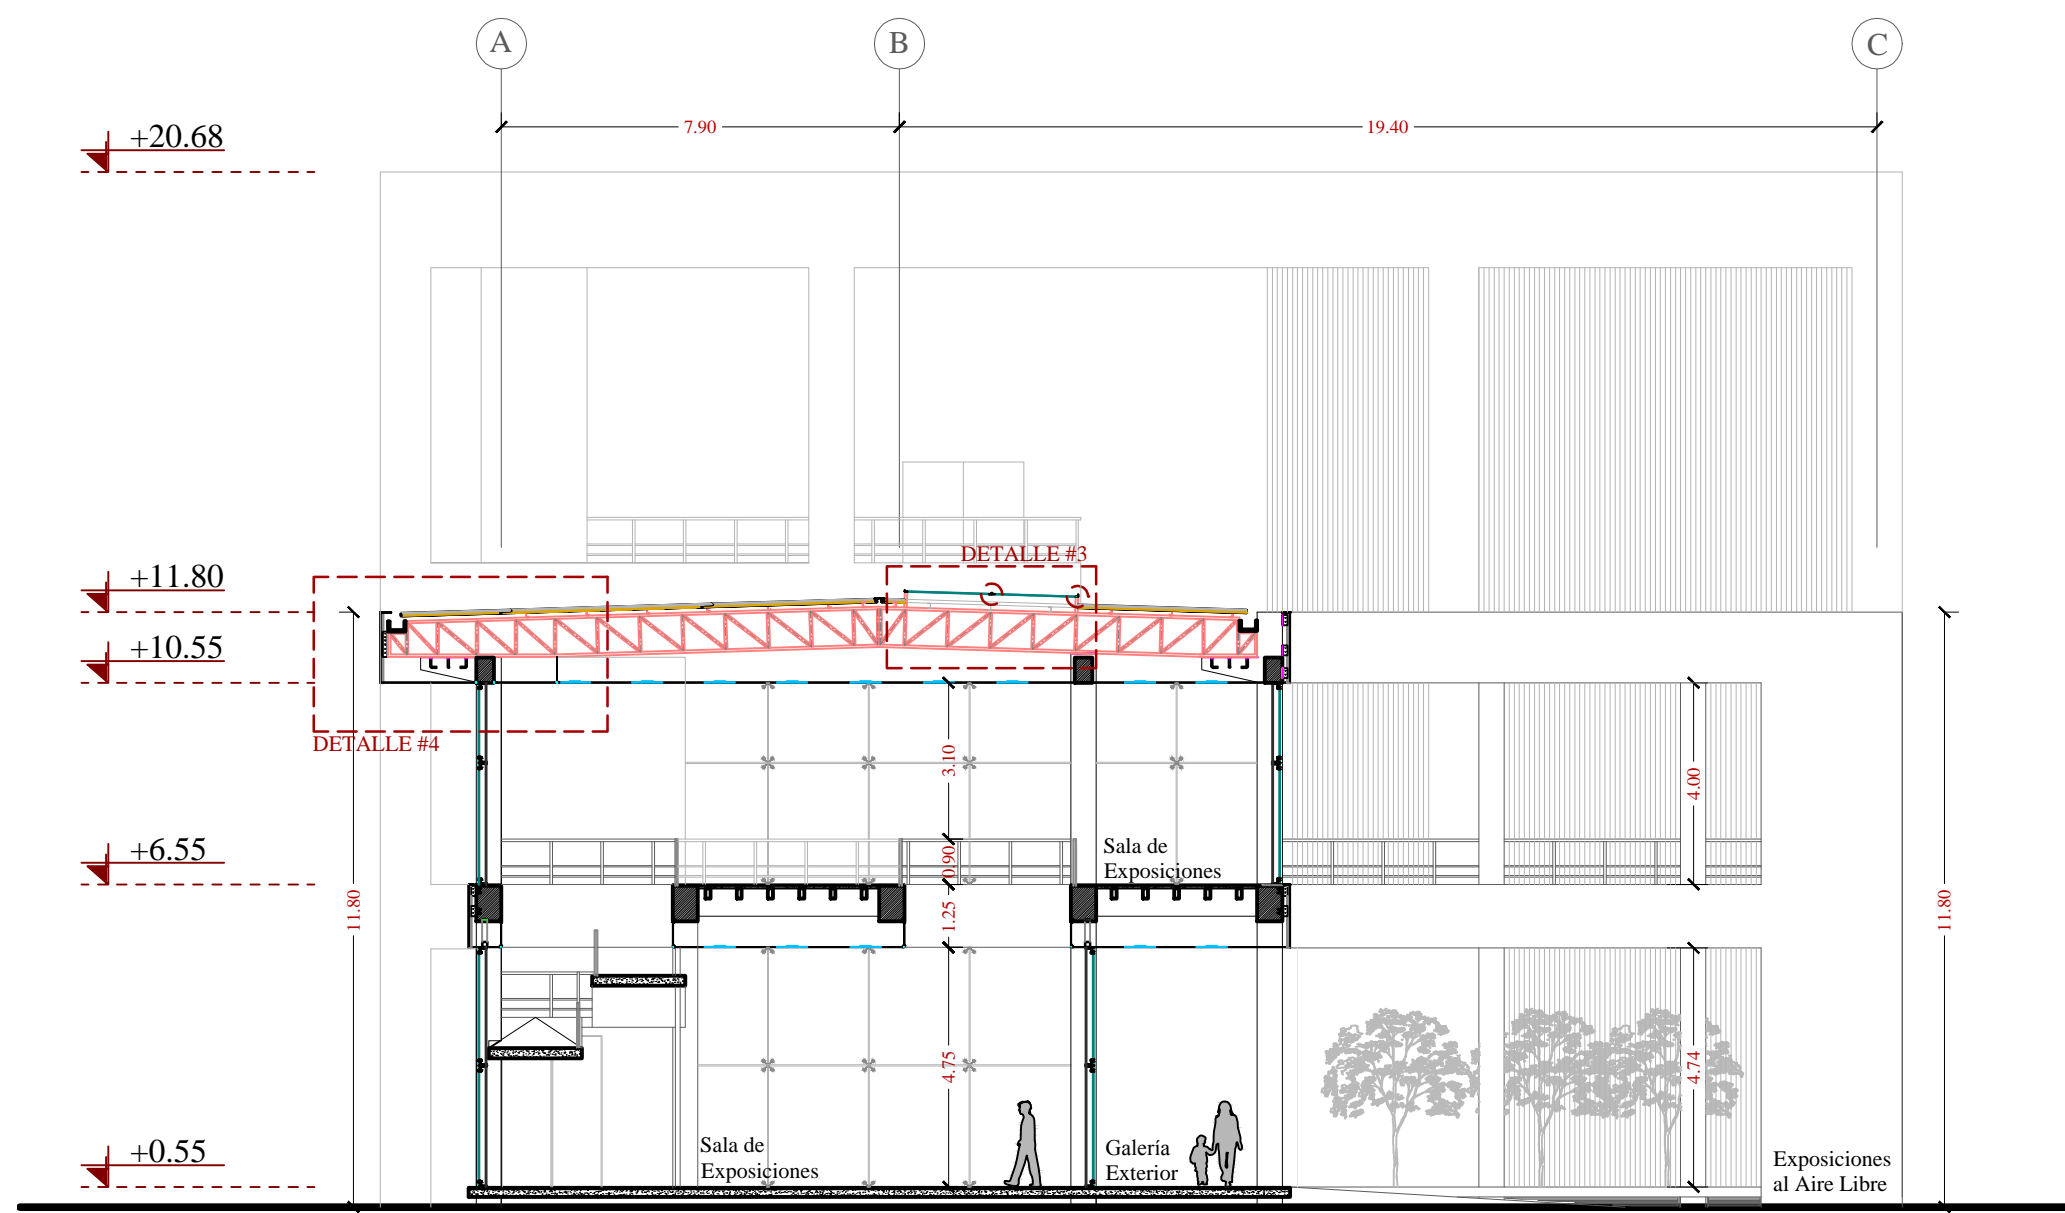 A
B
C
7.90
19.40
+20.68
DETALLE #3
+11.80
+10.55
DETALLE #4
3.10
4.00
+6.55
Sala de
Exposiciones
0.90
11.80
1.25
11.80
4.75
4.74
+0.55
Sala de
Exposiciones
Galería
Exterior
Exposiciones
al Aire Libre